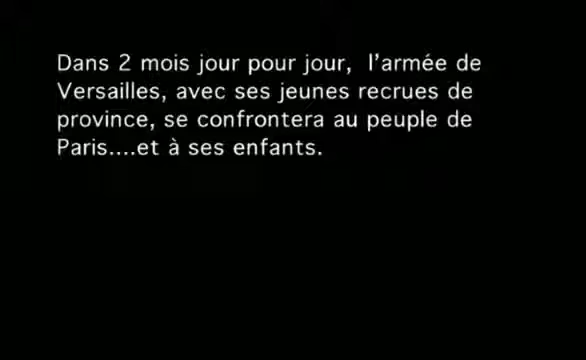 Dans 2 mois jour pour jour,  l'armée de
Versailles, avec ses jeunes recrues de
province, se confrontera au peuple de
Paris....et à ses enfants.